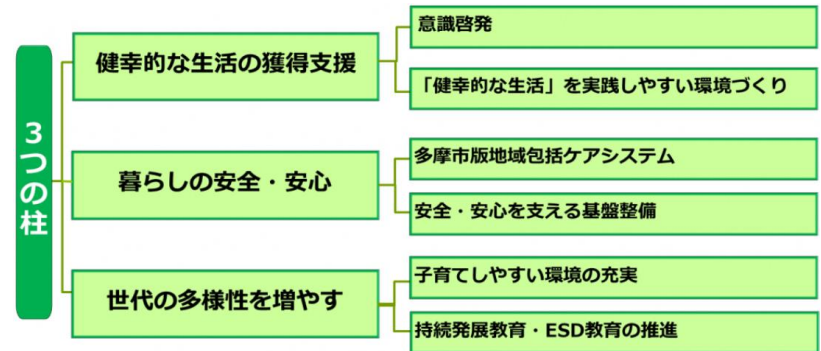 3つの柱
健幸的な生活の獲得支援
意識啓発
「健幸的な生活」を実践しやすい環境づくり
暮らしの安全・安心
多摩市版地域包括ケアシステム
安全・安心を支える基盤整備
世代の多様性を増やす
子育てしやすい環境の充実
持続発展教育・ESD教育の推進